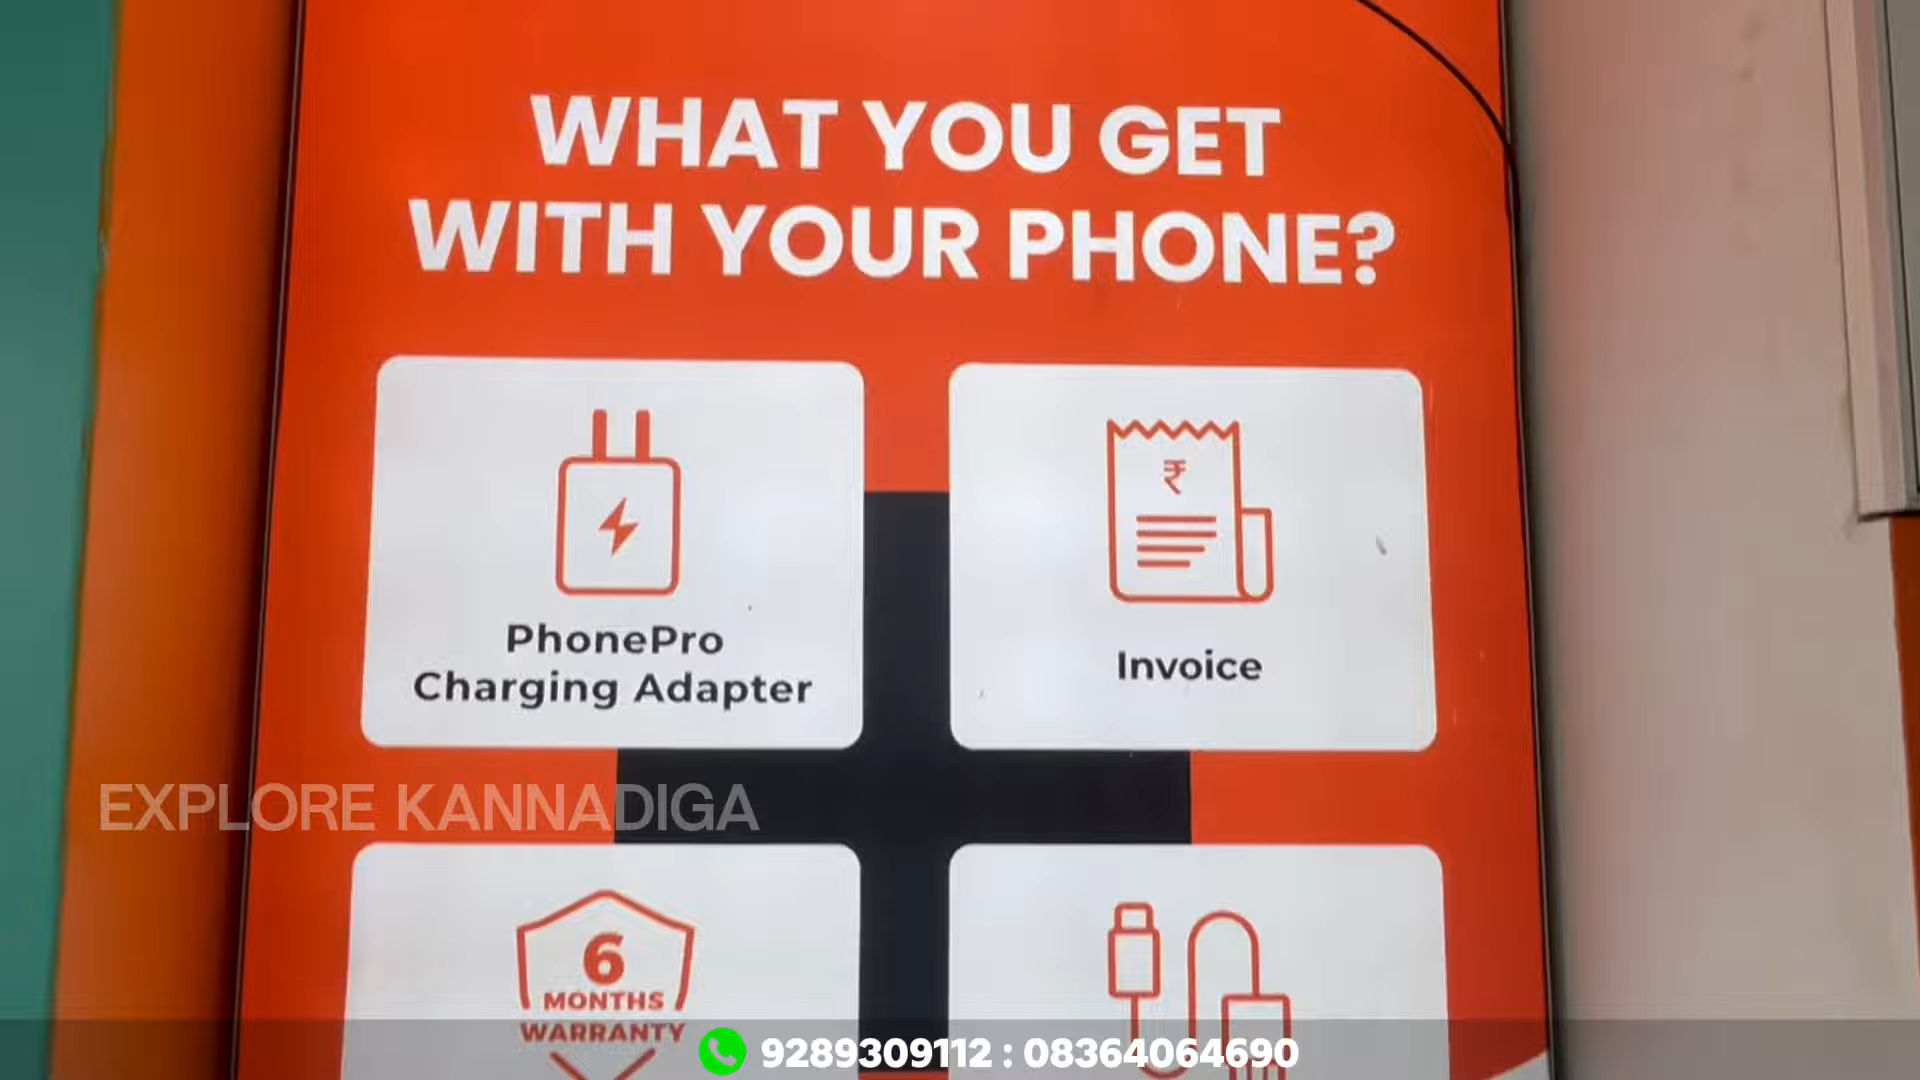 WHAT YOU GET
WITH YOUR PHONE?
₹
PhonePro
Charging Adapter
Invoice
EXPLORE KANNADIGA
6
MONTHS
WARRANTY
9289309112 : 08364064690